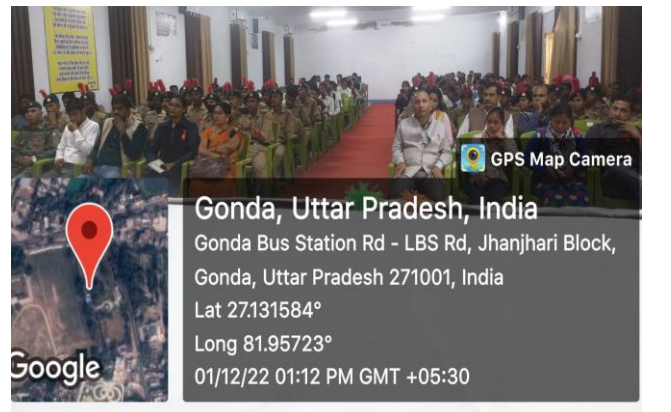 GPS Map Camera
Gonda, Uttar Pradesh, India
Gonda Bus Station Rd - LBS Rd, Jhanjhari Block,
Gonda, Uttar Pradesh 271001, India
Lat 27.131584°
Long 81.95723°
01/12/22 01:12 PM GMT +05:30
Google